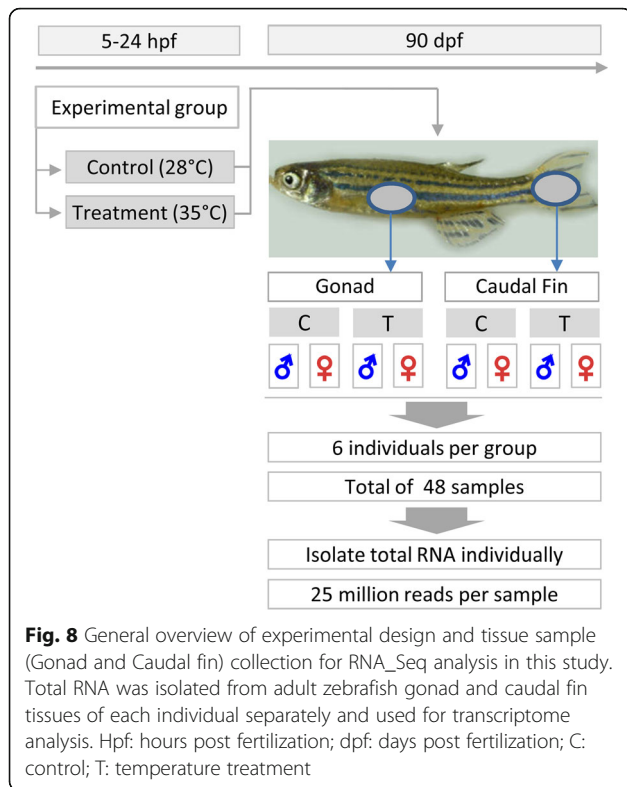 5-24 hpf
90 dpf
Experimental group
Control (28°C)
Treatment (35°C)
Gonad
Caudal Fin
C
T
C
T
♂
♀
♂
♀
♂
♀
♂
♀
6 individuals per group
Total of 48 samples
Isolate total RNA individually
25 million reads per sample
Fig. 8 General overview of experimental design and tissue sample
(Gonad and Caudal fin) collection for RNA_Seq analysis in this study.
Total RNA was isolated from adult zebrafish gonad and caudal fin
tissues of each individual separately and used for transcriptome
analysis. Hpf: hours post fertilization; dpf: days post fertilization; C:
control; T: temperature treatment